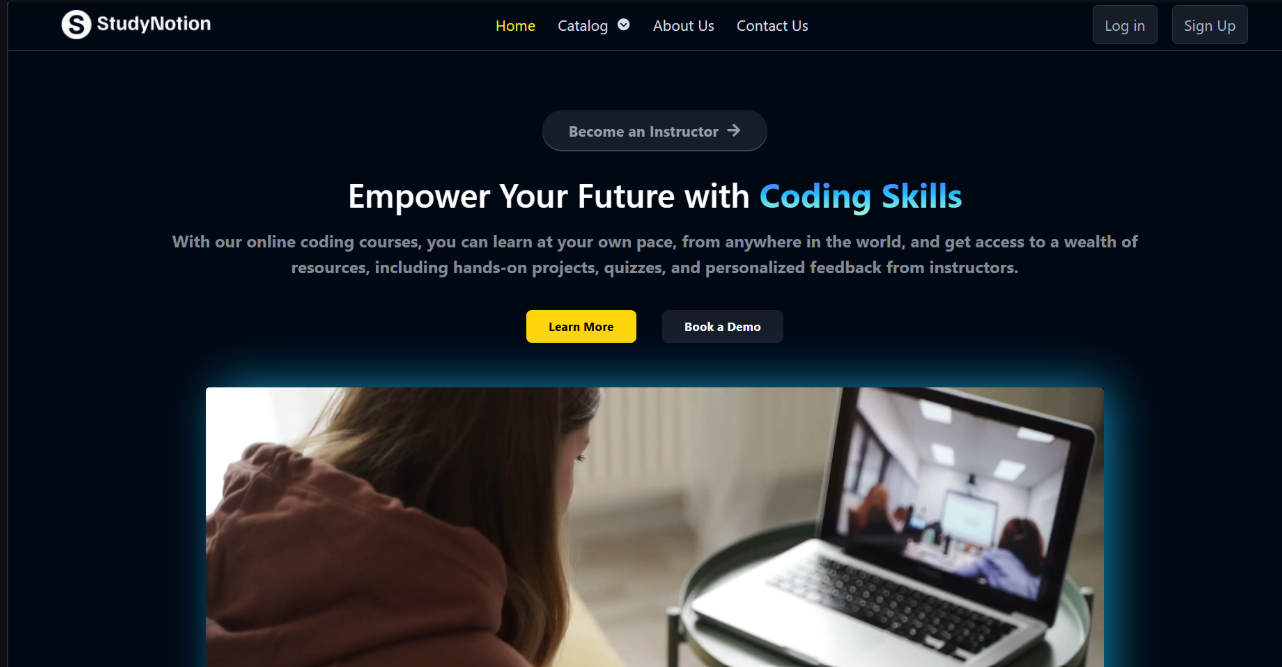 StudyNotion
Home Catalog About Us Contact Us
Log in Sign Up
Become an Instructor
Empower Your Future with Coding Skills
With our online coding courses, you can learn at your own pace, from anywhere in the world, and get access to a wealth of
resources, including hands-on projects, quizzes, and personalized feedback from instructors.
Learn More Book a Demo